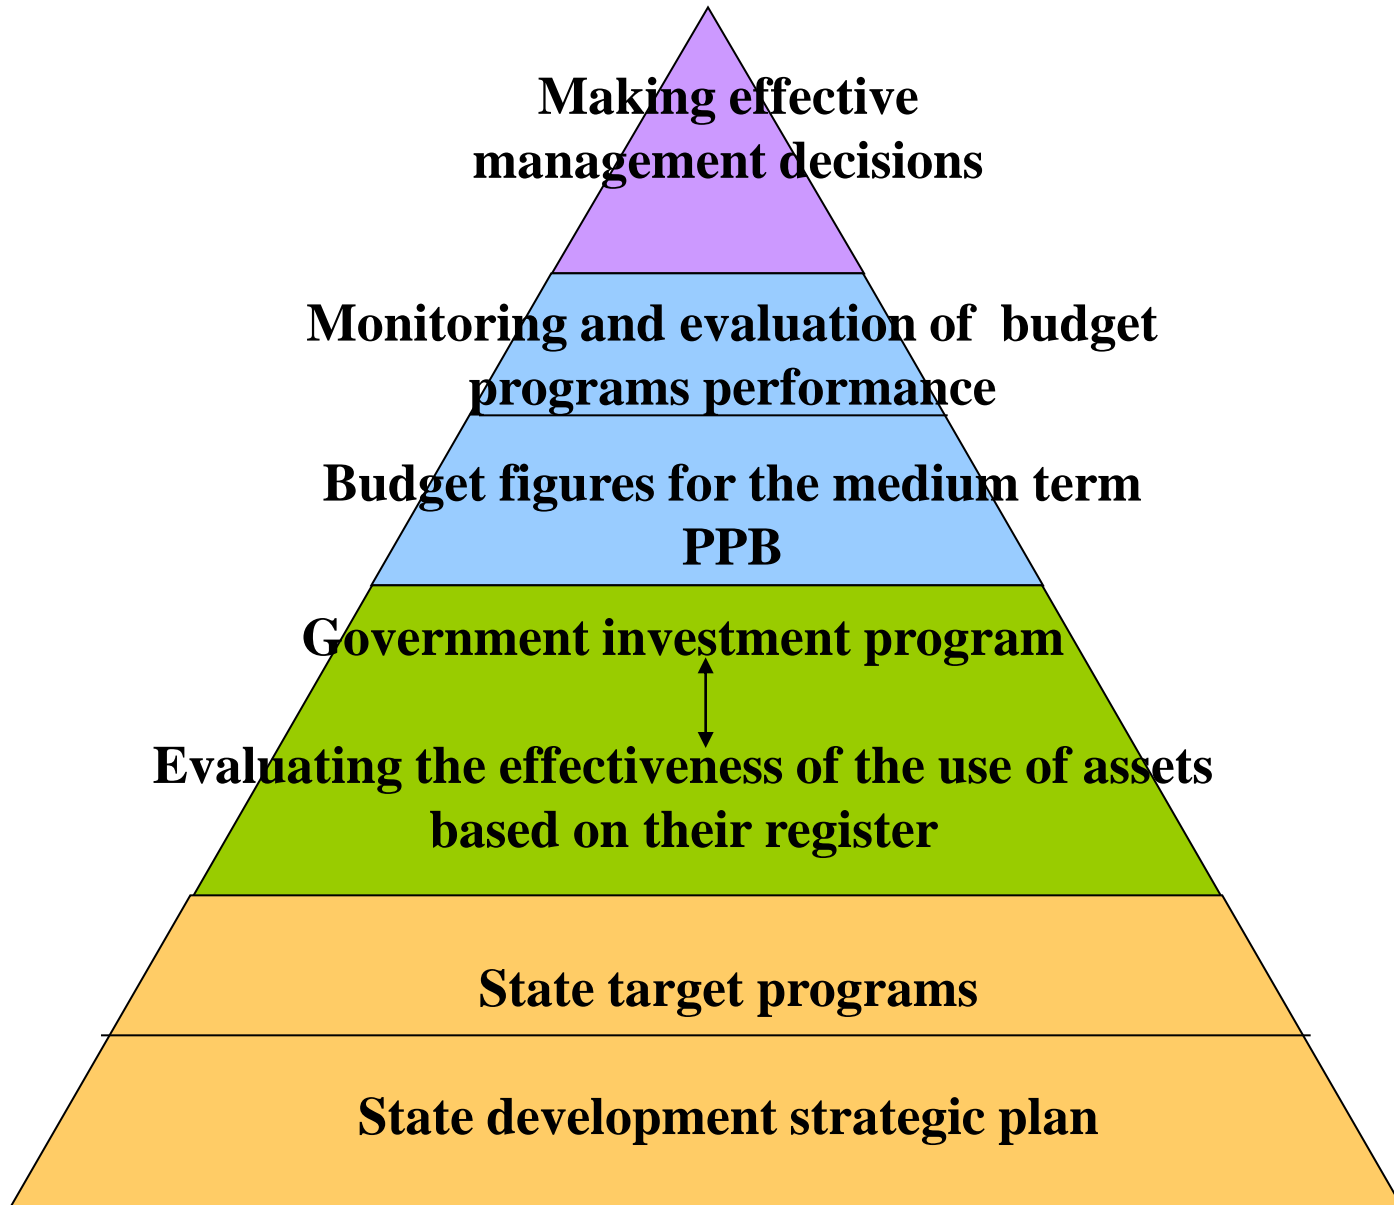 Making effective
management decisions
Monitoring and evaluation of  budget
programs performance
Budget figures for the medium term
PPB
Government investment program
Evaluating the effectiveness of the use of assets
based on their register
State target programs
State development strategic plan